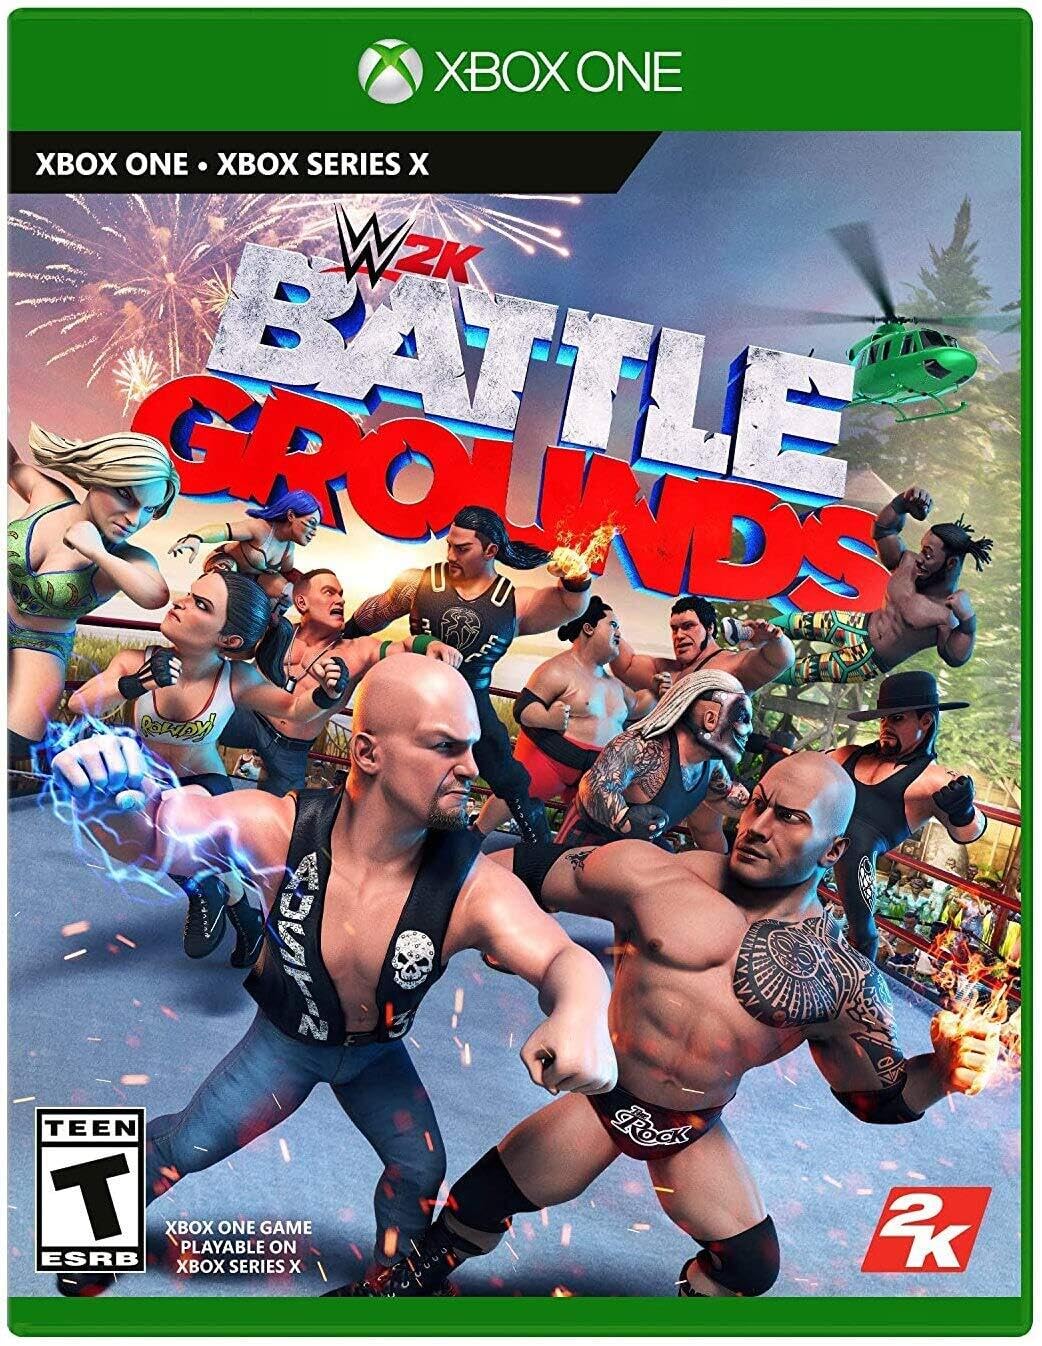 XBOX ONE
XBOX ONE • XBOX SERIES X
W 2K
BATTLE
GROUNDS
Rowdy!
AUSTIN
3:
The Rock
TEEN
T
ESRB
XBOX ONE GAME
PLAYABLE ON
XBOX SERIES X
2K